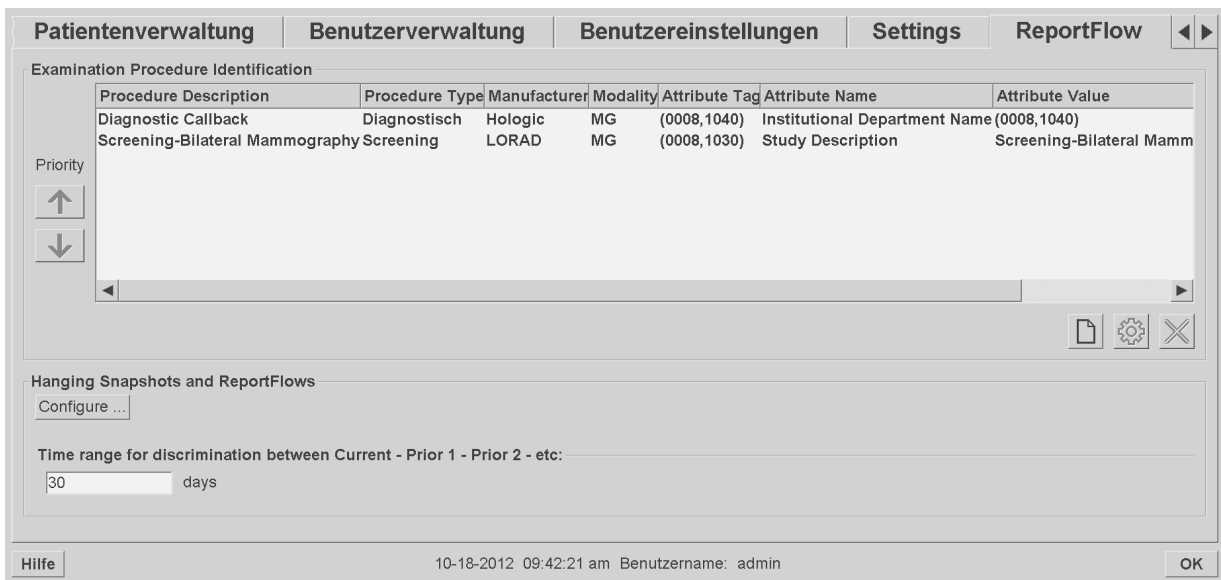 Patientenverwaltung Benutzerverwaltung Benutzereinstellungen Settings ReportFlow
Examination Procedure Identification
Procedure Description Procedure Type Manufacturer Modality Attribute Tag Attribute Name Attribute Value
Diagnostic Callback Diagnostisch Hologic MG (0008,1040) Institutional Department Name (0008,1040)
Screening-Bilateral Mammography Screening LORAD MG (0008,1030) Study Description Screening-Bilateral Mamm
Priority
Hanging Snapshots and ReportFlows
Configure ...
Time range for discrimination between Current - Prior 1 - Prior 2 - etc:
30 days
Hilfe 10-18-2012 09:42:21 am Benutzername: admin OK